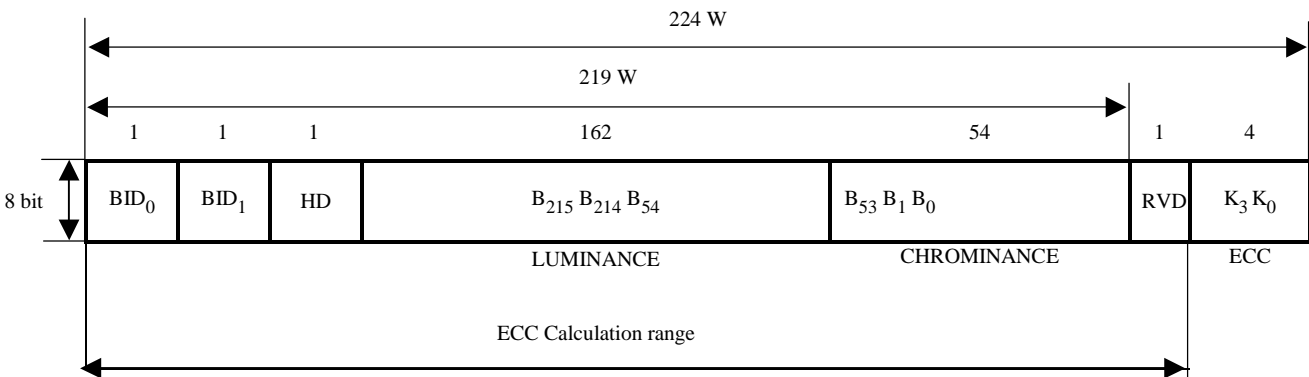 224 W
219 W
1 1 1 162 54 1 4
8 bit BID0 BID1 HD B215 B214 B54 B53 B1 B0 RVD K3 K0
LUMINANCE CHROMINANCE ECC
ECC Calculation range